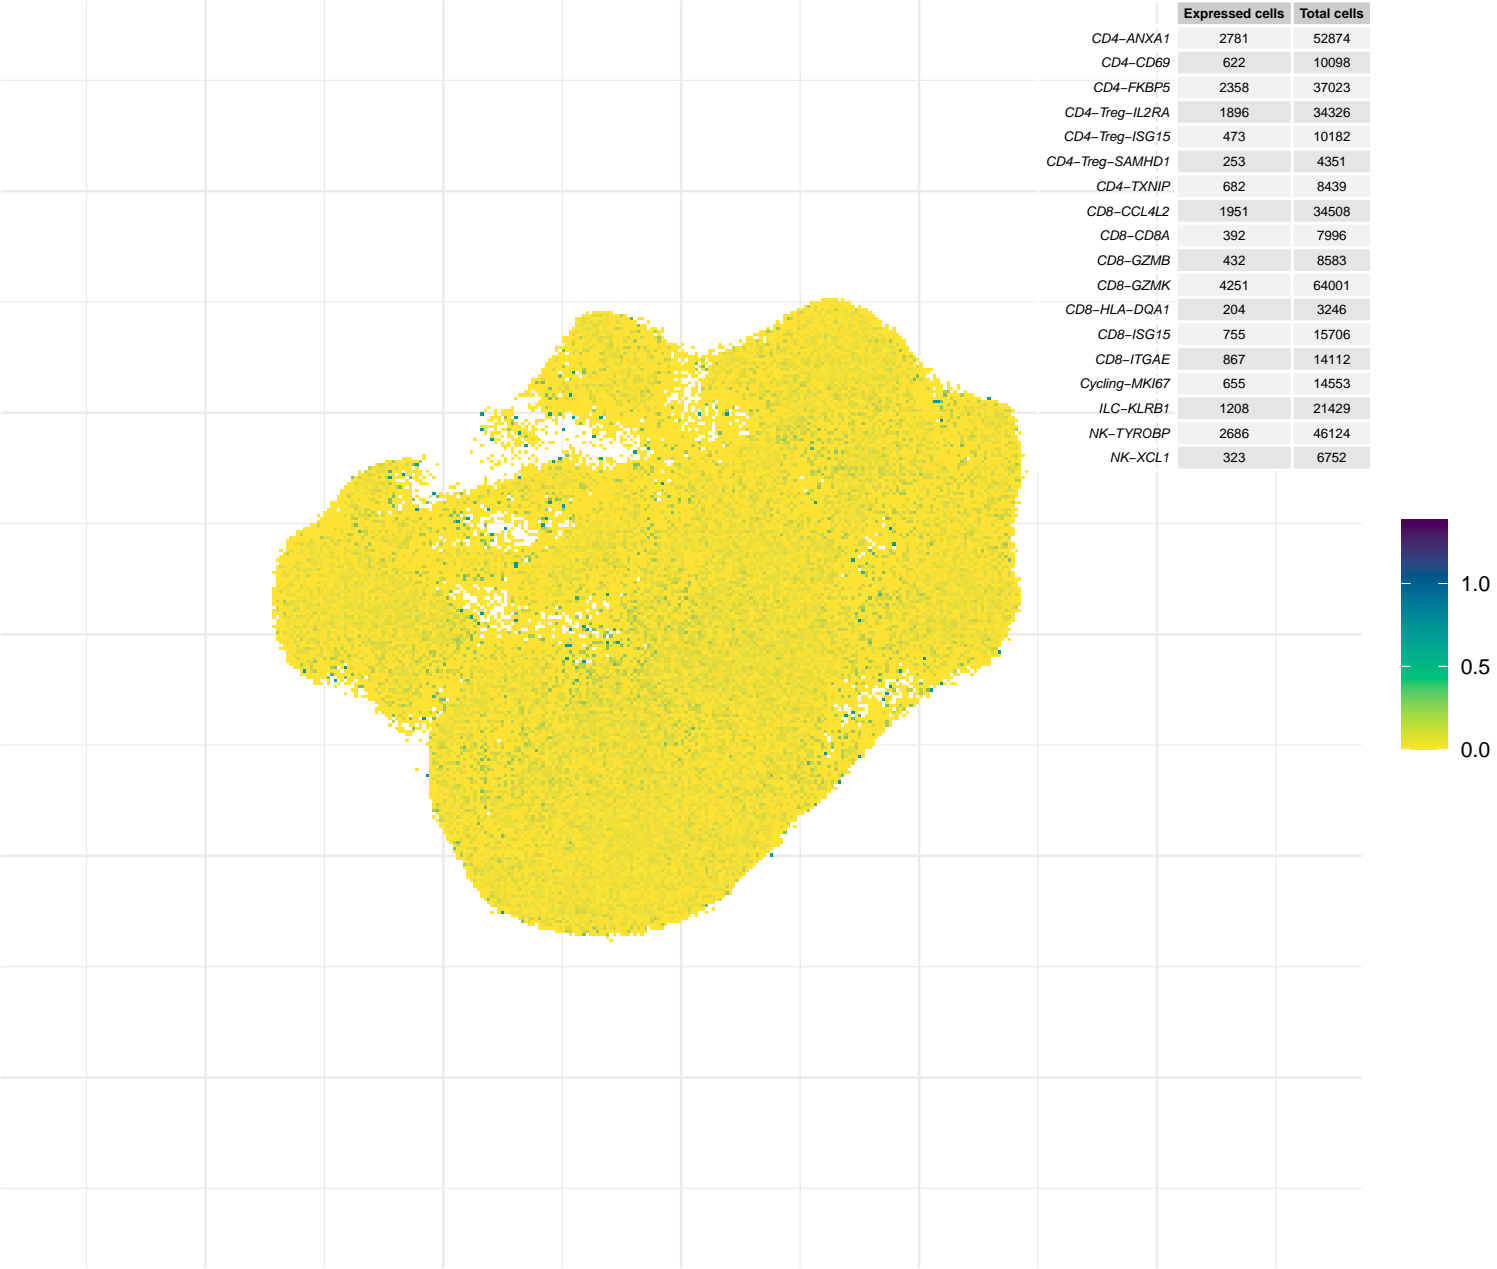 Expressed cells Total cells
CD4−ANXA1 2781 52874
CD4−CD69 622 10098
CD4−FKBP5 2358 37023
CD4−Treg−IL2RA 1896 34326
CD4−Treg−ISG15 473 10182
CD4−Treg−SAMHD1 253 4351
CD4−TXNIP 682 8439
CD8−CCL4L2 1951 34508
CD8−CD8A 392 7996
CD8−GZMB 432 8583
CD8−GZMK 4251 64001
CD8−HLA−DQA1 204 3246
CD8−ISG15 755 15706
CD8−ITGAE 867 14112
Cycling−MKI67 655 14553
ILC−KLRB1 1208 21429
NK−TYROBP 2686 46124
NK−XCL1 323 6752
1.0
0.5
0.0